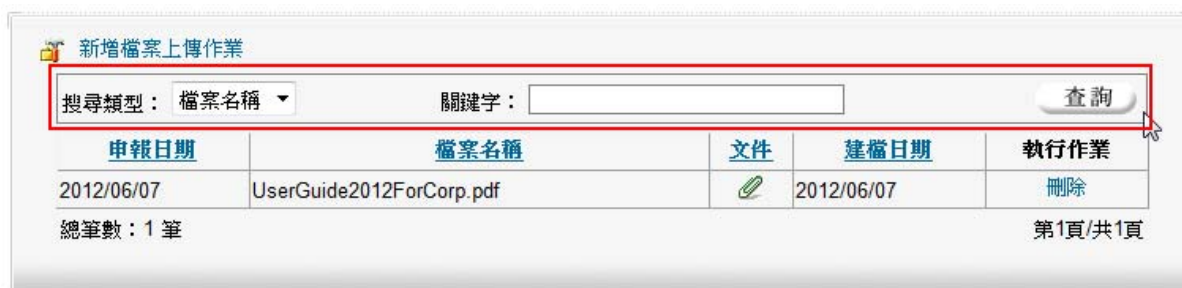 新增檔案上傳作業
搜尋類型： 檔案名稱 關鍵字： 查詢
申報日期 檔案名稱 文件 建檔日期 執行作業
2012/06/07 UserGuide2012ForCorp.pdf 2012/06/07 刪除
總筆數：1 筆 第1頁/共1頁